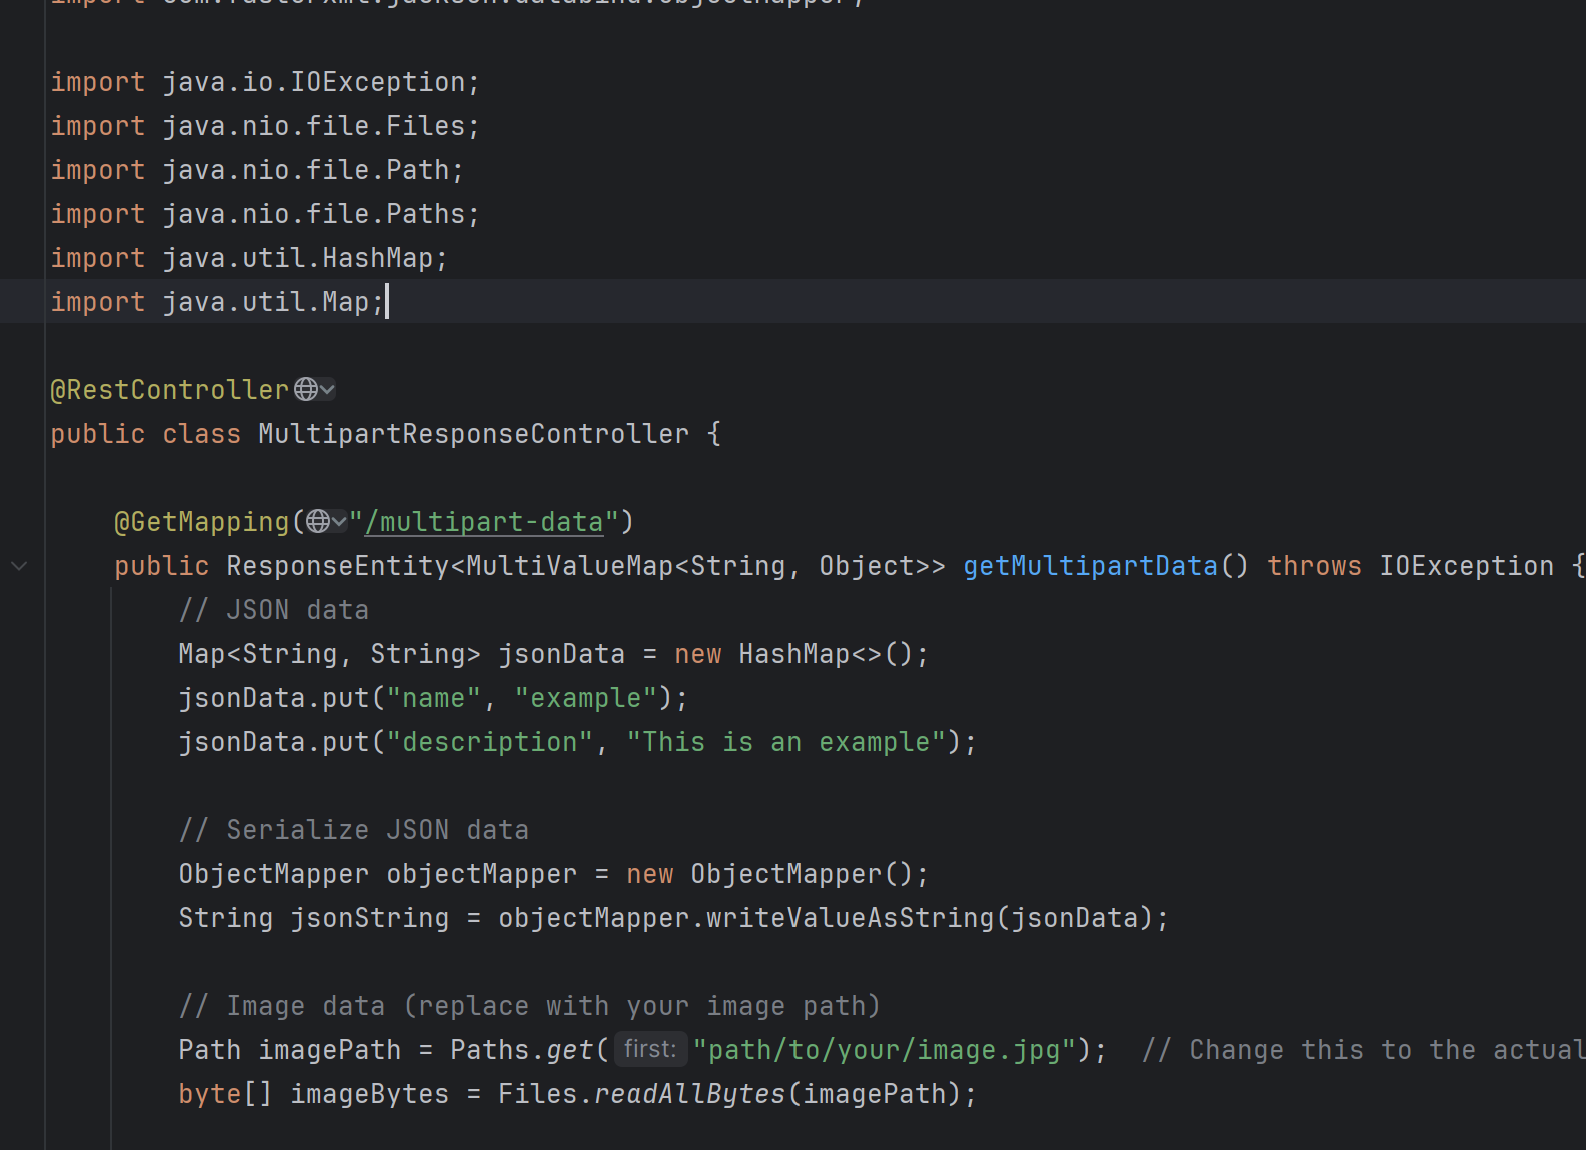 import com.fasterxml.jackson.databind.ObjectMapper;
import java.io.IOException;
import java.nio.file.Files;
import java.nio.file.Path;
import java.nio.file.Paths;
import java.util.HashMap;
import java.util.Map;
@RestController
public class MultipartResponseController {
@GetMapping("/multipart-data")
public ResponseEntity<MultiValueMap<String, Object>> getMultipartData() throws IOException {
// JSON data
Map<String, String> jsonData = new HashMap<>();
jsonData.put("name", "example");
jsonData.put("description", "This is an example");
// Serialize JSON data
ObjectMapper objectMapper = new ObjectMapper();
String jsonString = objectMapper.writeValueAsString(jsonData);
// Image data (replace with your image path)
Path imagePath = Paths.get( first: "path/to/your/image.jpg");  // Change this to the actual
byte[] imageBytes = Files.readAllBytes(imagePath);